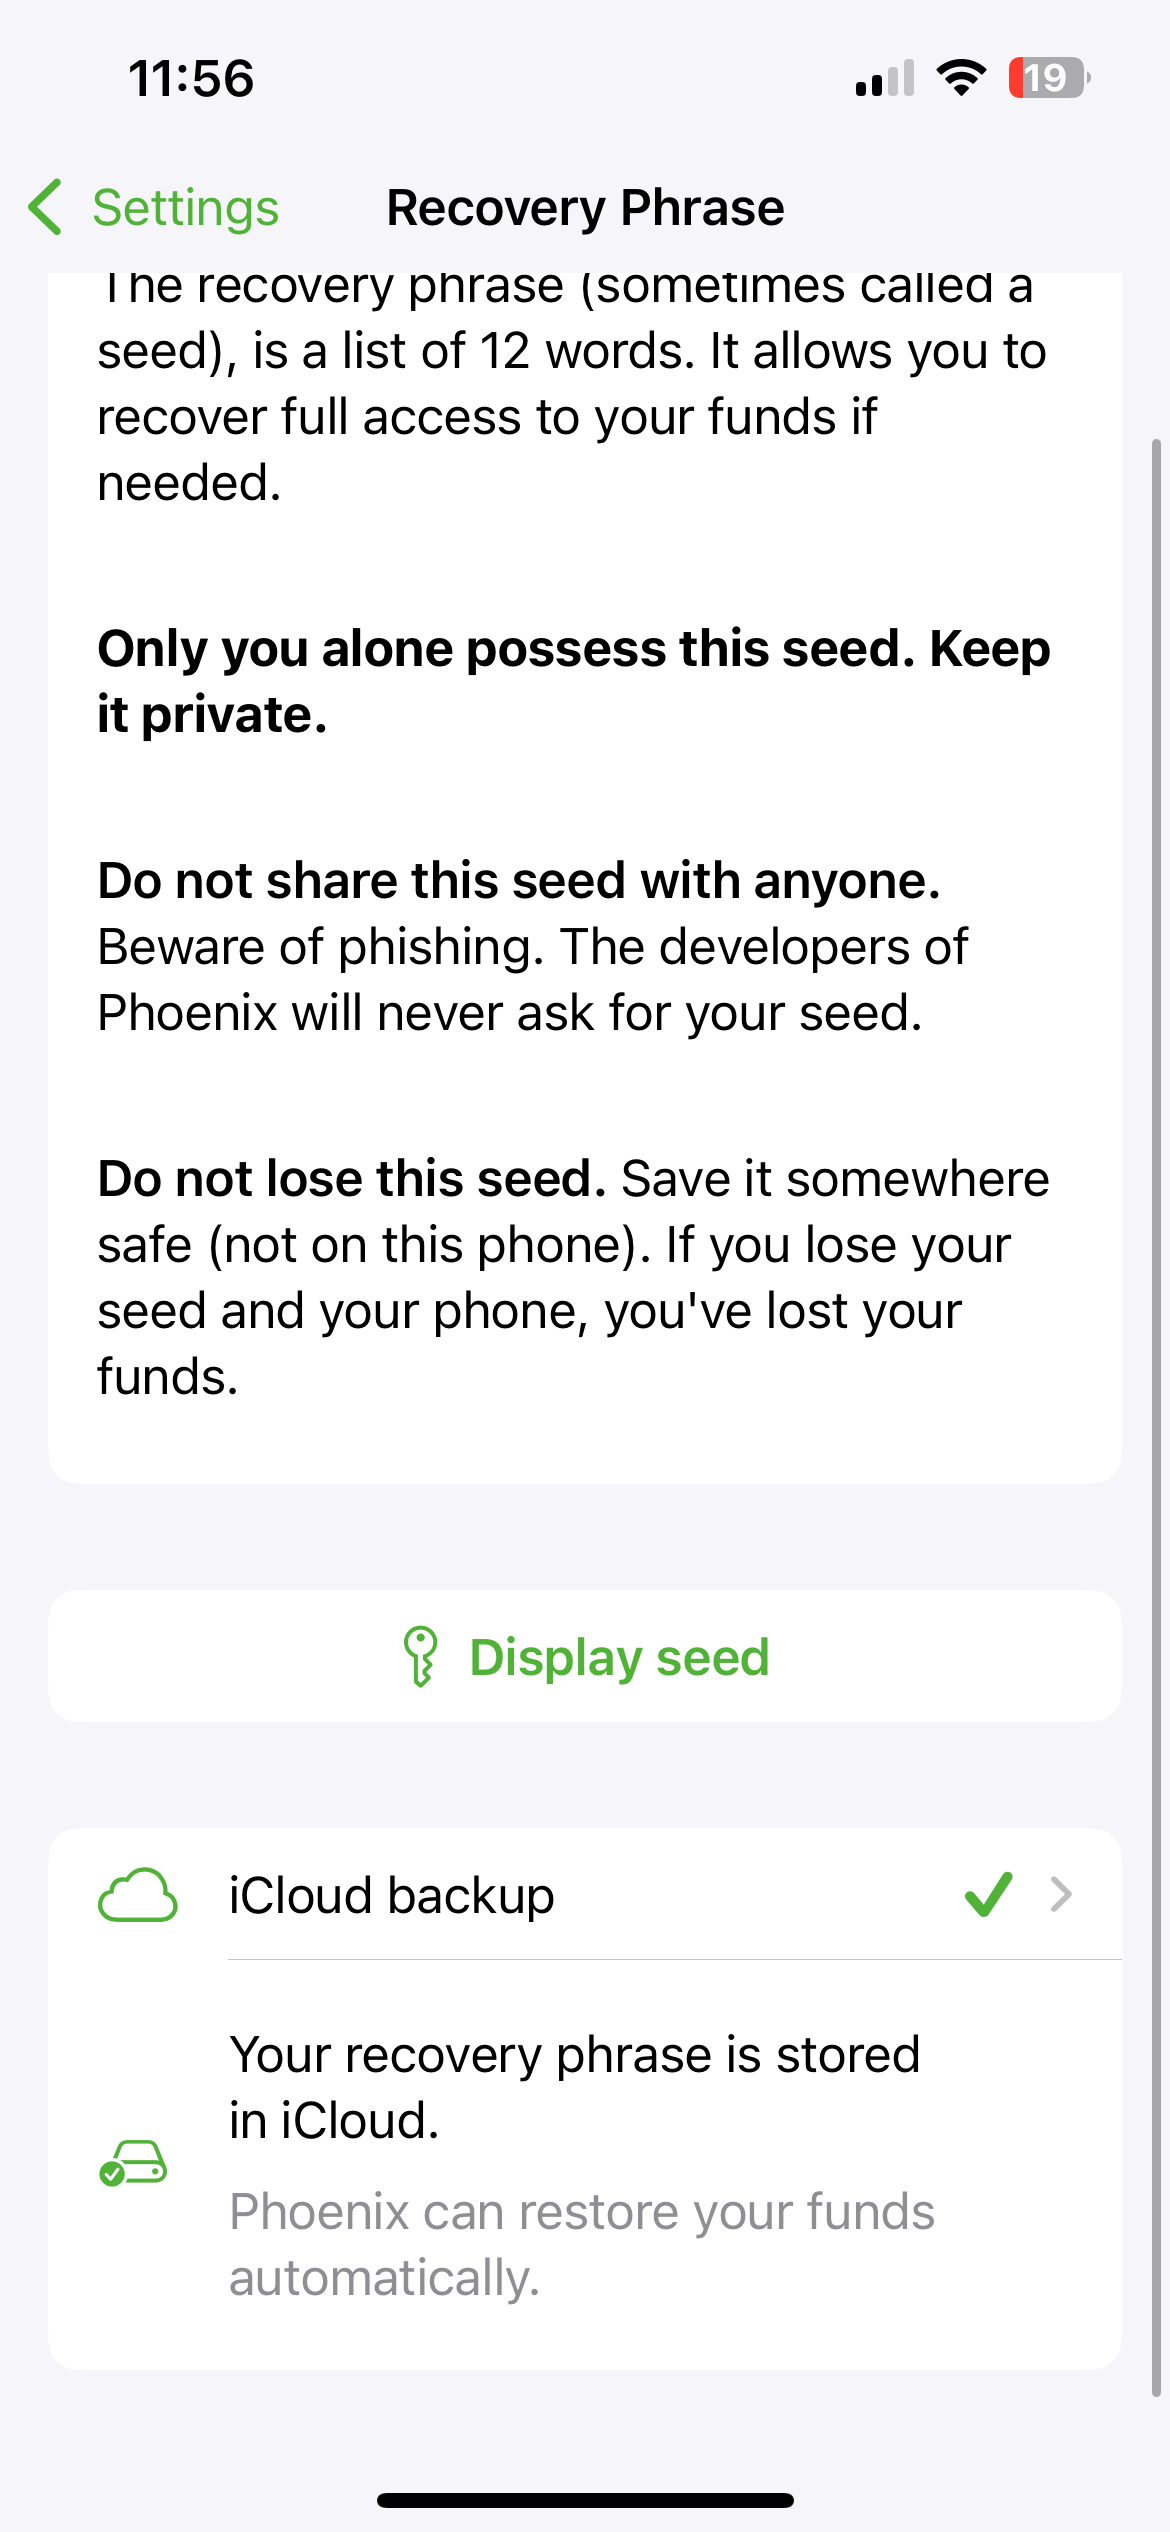 11:56
19
Settings
Recovery Phrase
The recovery phrase (sometimes called a
seed), is a list of 12 words. It allows you to
recover full access to your funds if
needed.
Only you alone possess this seed. Keep
it private.
Do not share this seed with anyone.
Beware of phishing. The developers of
Phoenix will never ask for your seed.
Do not lose this seed. Save it somewhere
safe (not on this phone). If you lose your
seed and your phone, you've lost your
funds.
Display seed
iCloud backup
Your recovery phrase is stored
in iCloud.
Phoenix can restore your funds
automatically.